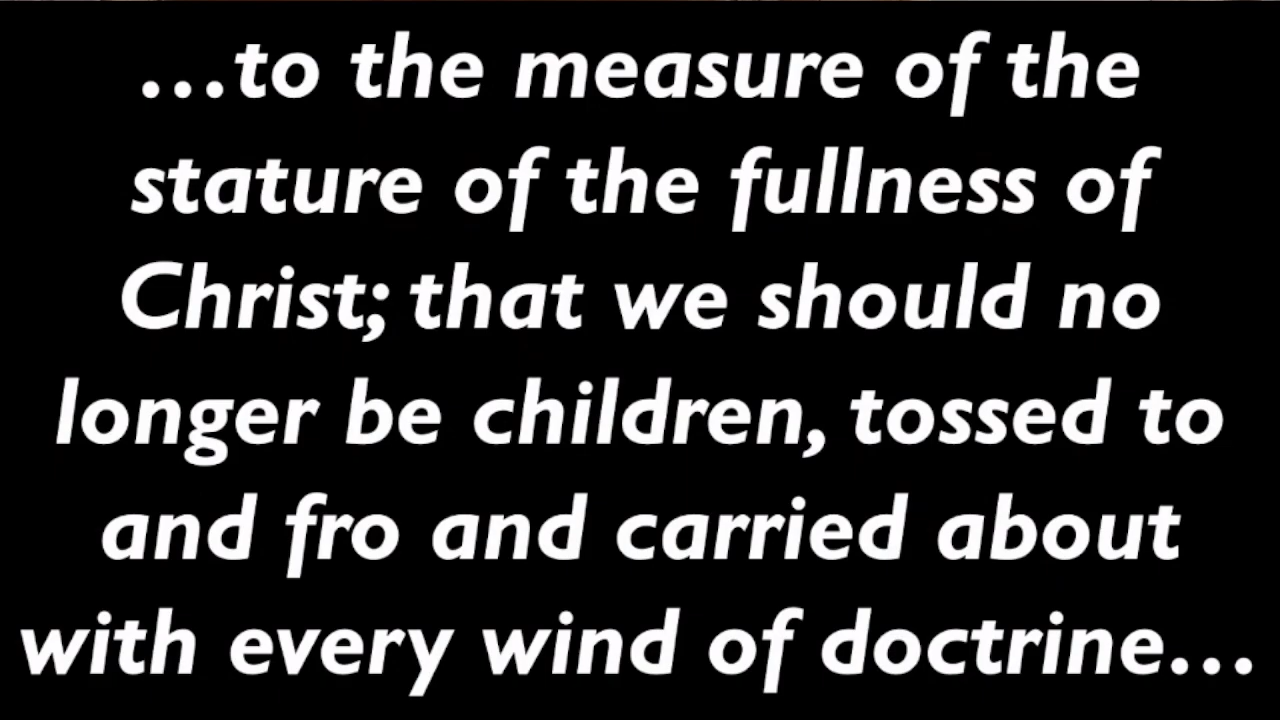 …to the measure of the
stature of the fullness of
Christ; that we should no
longer be children, tossed to
and fro and carried about
with every wind of doctrine…